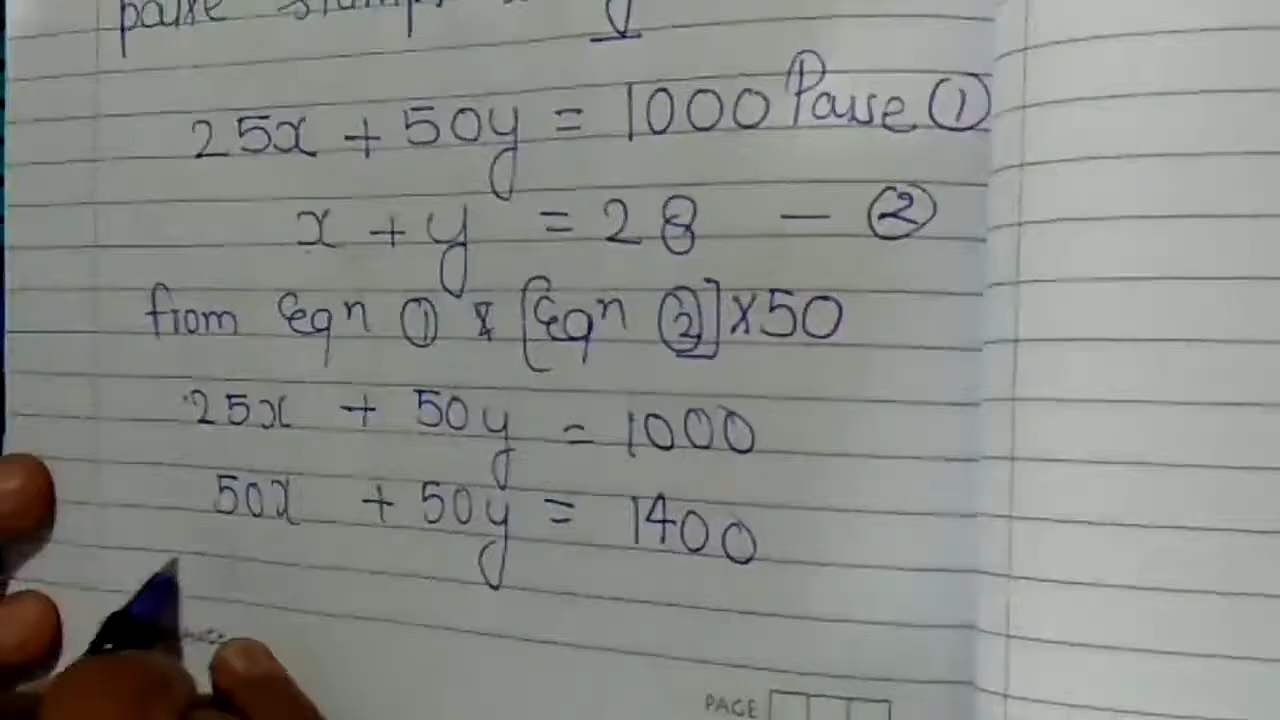 25x + 50y = 1000 Paise ①
x + y = 28 — ②
from Eqn ① & [Eqn ②]×50
25x + 50y = 1000
50x + 50y = 1400
PAGE